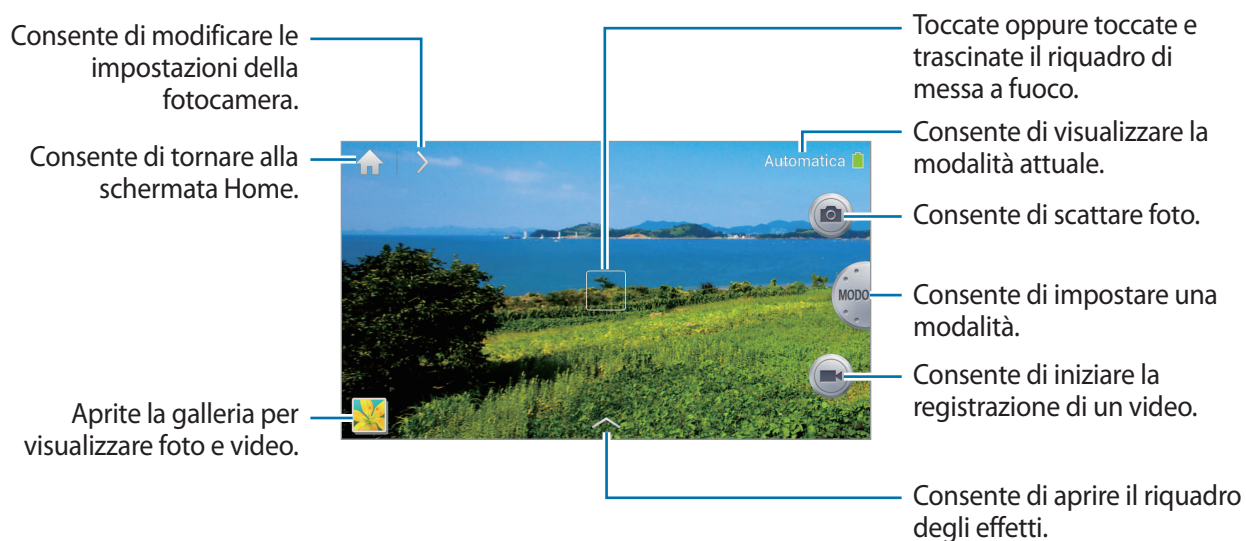 Consente di modificare le
impostazioni della
fotocamera.
Consente di tornare alla
schermata Home.
Aprite la galleria per
visualizzare foto e video.
Automatica
MODO
Toccate oppure toccate e
trascinate il riquadro di
messa a fuoco.
Consente di visualizzare la
modalità attuale.
Consente di scattare foto.
Consente di impostare una
modalità.
Consente di iniziare la
registrazione di un video.
Consente di aprire il riquadro
degli effetti.